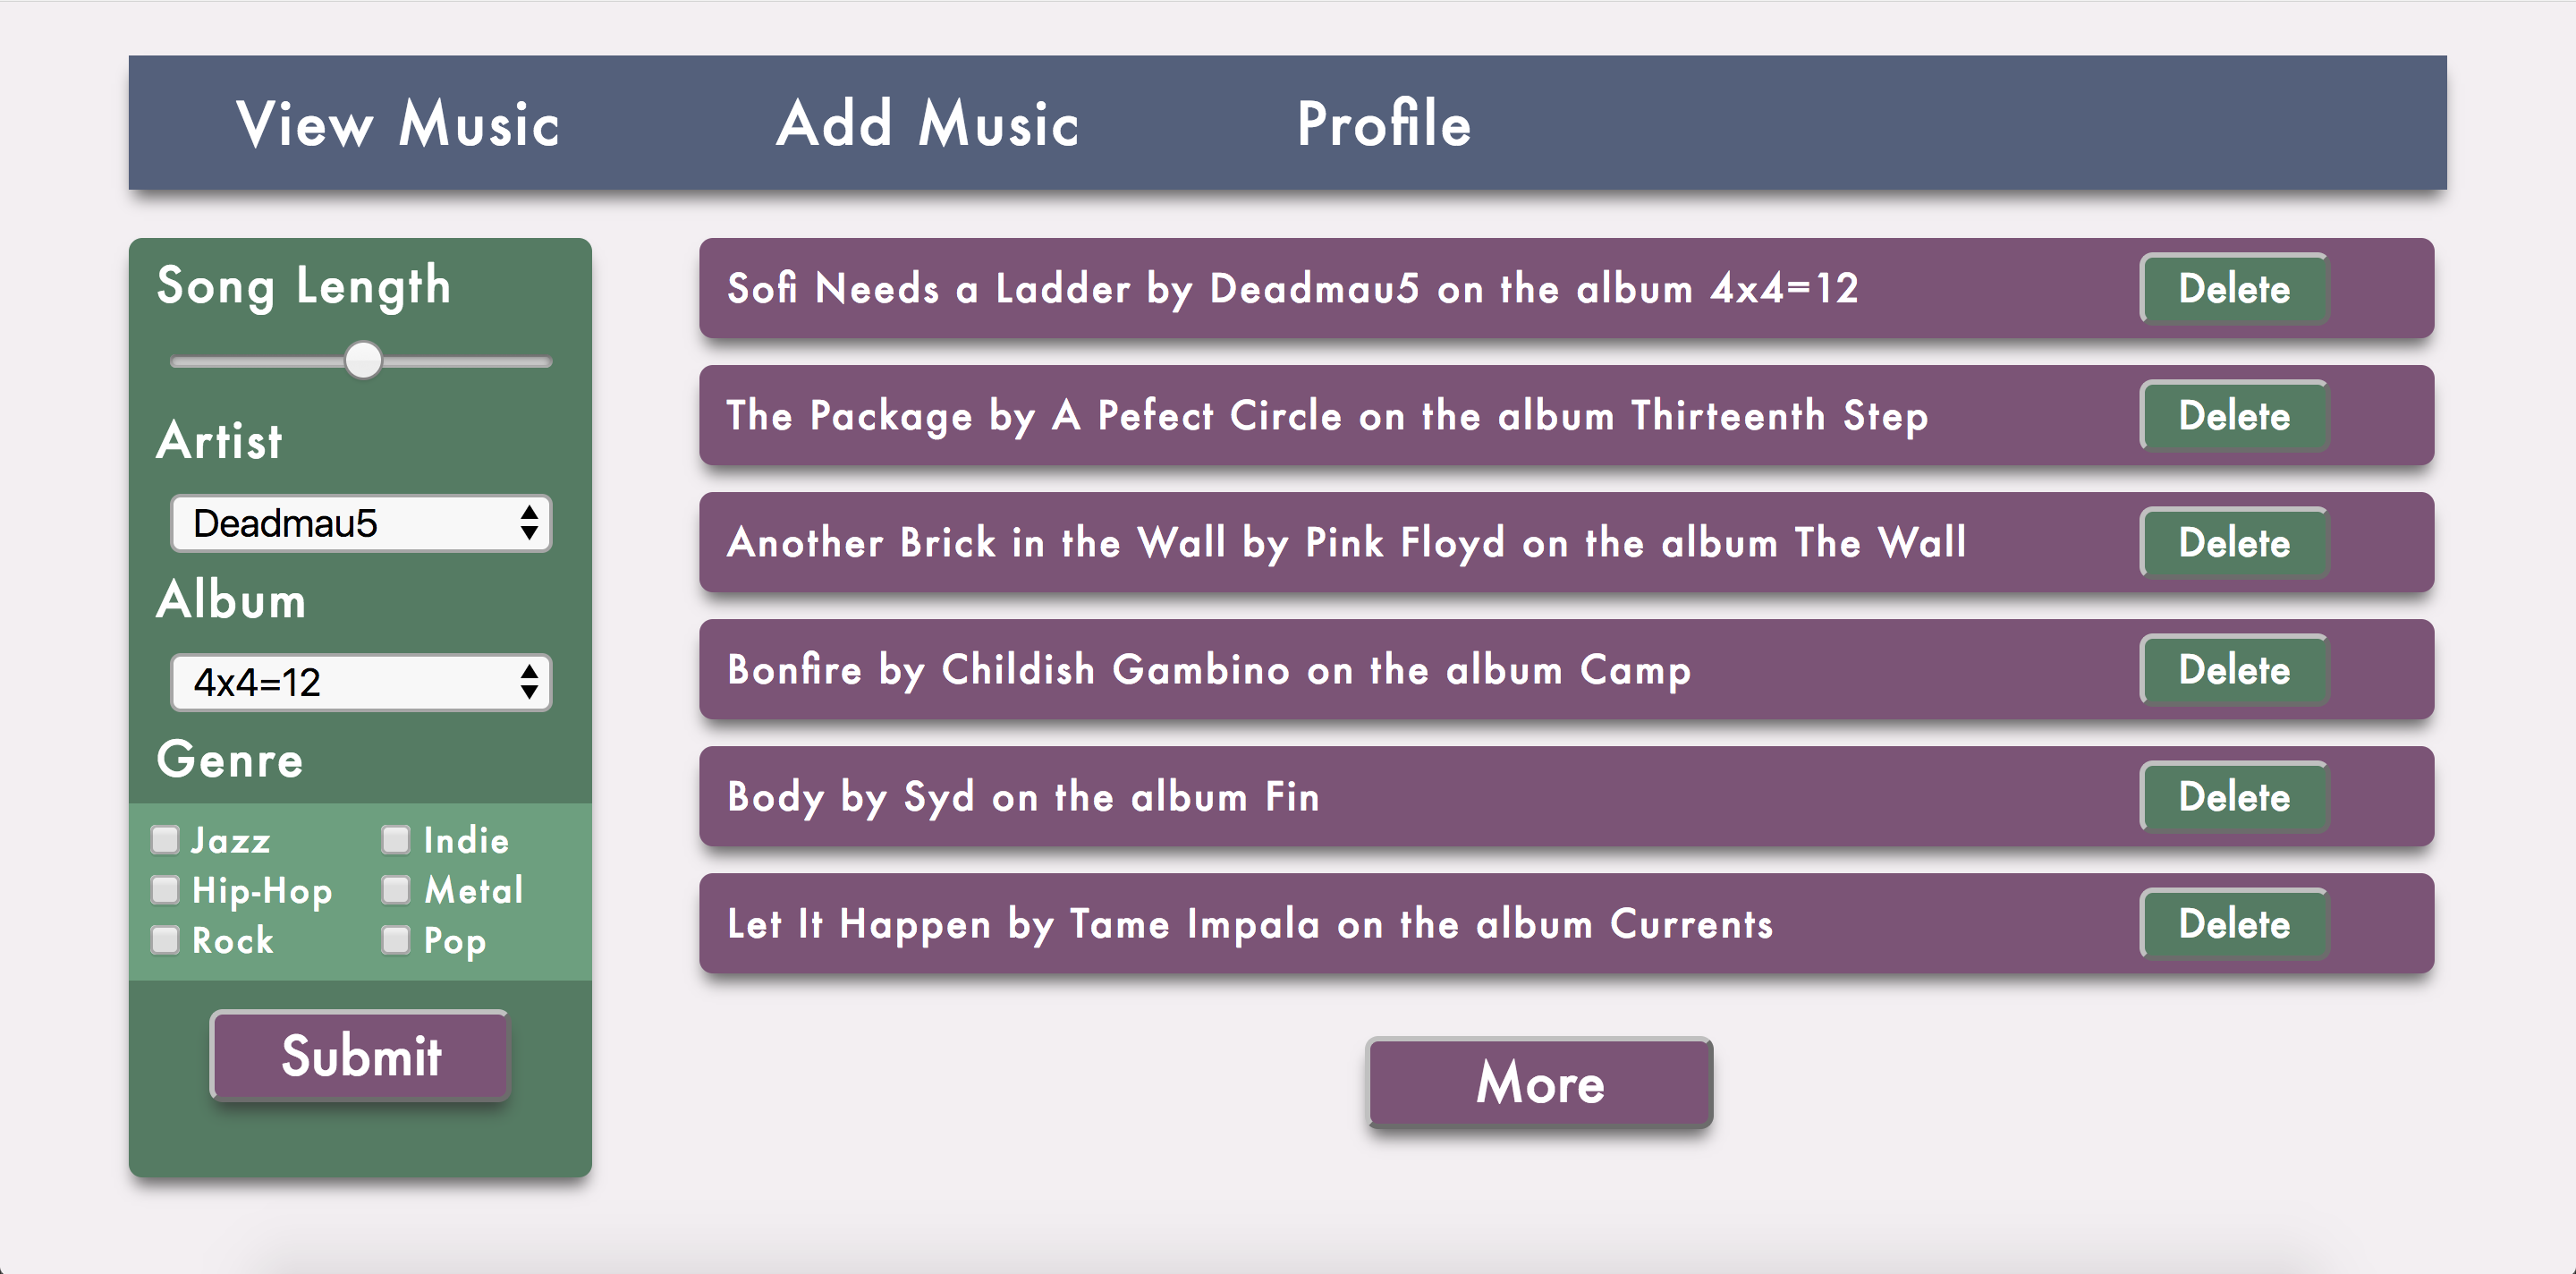 View Music Add Music Profile
Song Length
Artist
Deadmau5
Album
4x4=12
Genre
Jazz Indie
Hip-Hop Metal
Rock Pop
Submit
Sofi Needs a Ladder by Deadmau5 on the album 4x4=12 Delete
The Package by A Pefect Circle on the album Thirteenth Step Delete
Another Brick in the Wall by Pink Floyd on the album The Wall Delete
Bonfire by Childish Gambino on the album Camp Delete
Body by Syd on the album Fin Delete
Let It Happen by Tame Impala on the album Currents Delete
More